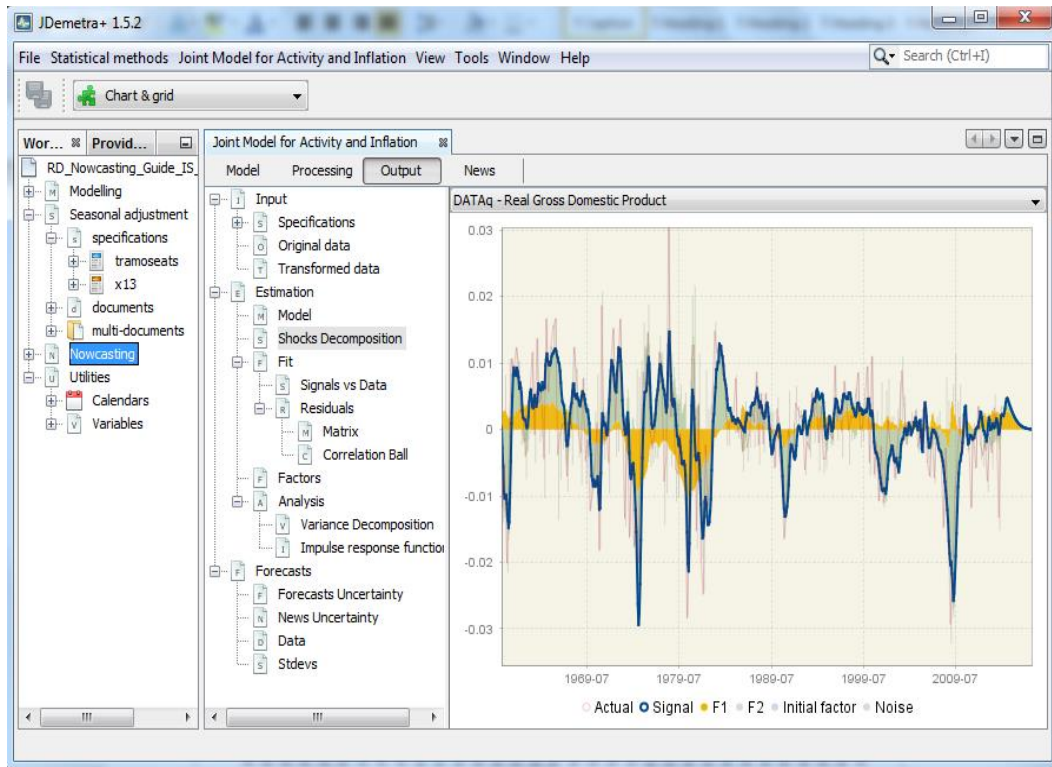 JDemetra+ 1.5.2
File Statistical methods Joint Model for Activity and Inflation View Tools Window Help
Search (Ctrl+I)
Chart & grid
Wor...
Provid...
RD_Nowcasting_Guide_IS_
Modelling
Seasonal adjustment
specifications
tramoseats
x13
documents
multi-documents
Nowcasting
Utilities
Calendars
Variables
Joint Model for Activity and Inflation
Model Processing Output News
Input
Specifications
Original data
Transformed data
Estimation
Model
Shocks Decomposition
Fit
Signals vs Data
Residuals
Matrix
Correlation Ball
Factors
Analysis
Variance Decomposition
Impulse response function
Forecasts
Forecasts Uncertainty
News Uncertainty
Data
Stdevs
DATAq - Real Gross Domestic Product
0.03
0.02
0.01
0
-0.01
-0.02
-0.03
1969-07 1979-07 1989-07 1999-07 2009-07
Actual Signal F1 F2 Initial factor Noise